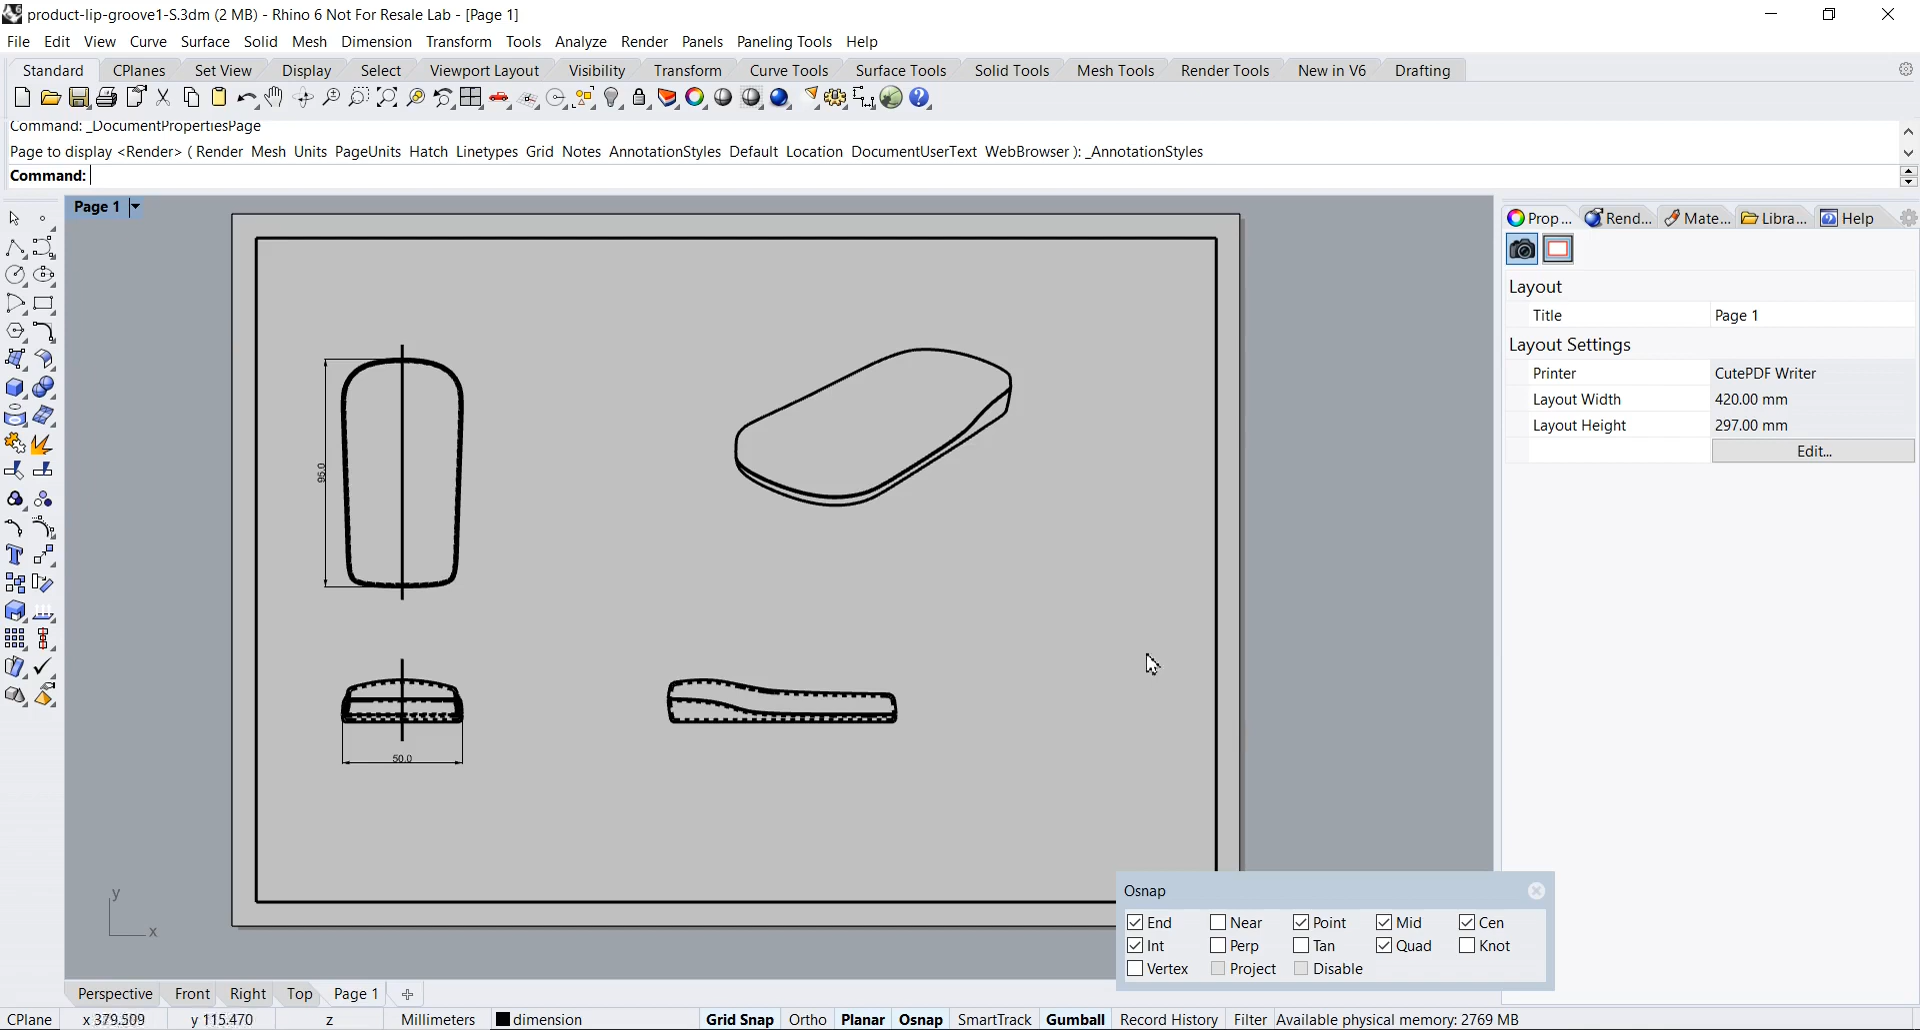 product-lip-groove1-S.3dm (2 MB) - Rhino 6 Not For Resale Lab - [Page 1]
File Edit View Curve Surface Solid Mesh Dimension Transform Tools Analyze Render Panels Paneling Tools Help
Standard CPlanes Set View Display Select Viewport Layout Visibility Transform Curve Tools Surface Tools Solid Tools Mesh Tools Render Tools New in V6 Drafting
Command: _DocumentPropertiesPage
Page to display <Render> ( Render Mesh Units PageUnits Hatch Linetypes Grid Notes AnnotationStyles Default Location DocumentUserText WebBrowser ): _AnnotationStyles
Command:
Page 1
Prop ... Rend... Mate... Libra... Help
Layout
Title Page 1
Layout Settings
Printer CutePDF Writer
Layout Width 420.00 mm
Layout Height 297.00 mm
Edit...
95.0
50.0
y
x
Osnap
End Near Point Mid Cen
Int Perp Tan Quad Knot
Vertex Project Disable
Perspective Front Right Top Page 1
CPlane x 379.509 y 115.470 z Millimeters dimension Grid Snap Ortho Planar Osnap SmartTrack Gumball Record History Filter Available physical memory: 2769 MB